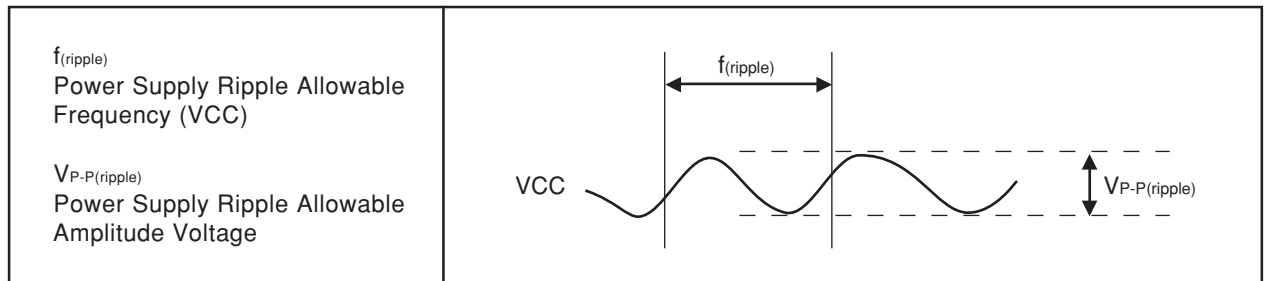 f(ripple)
Power Supply Ripple Allowable
Frequency (VCC)
VP-P(ripple)
Power Supply Ripple Allowable
Amplitude Voltage
f(ripple)
VCC
VP-P(ripple)